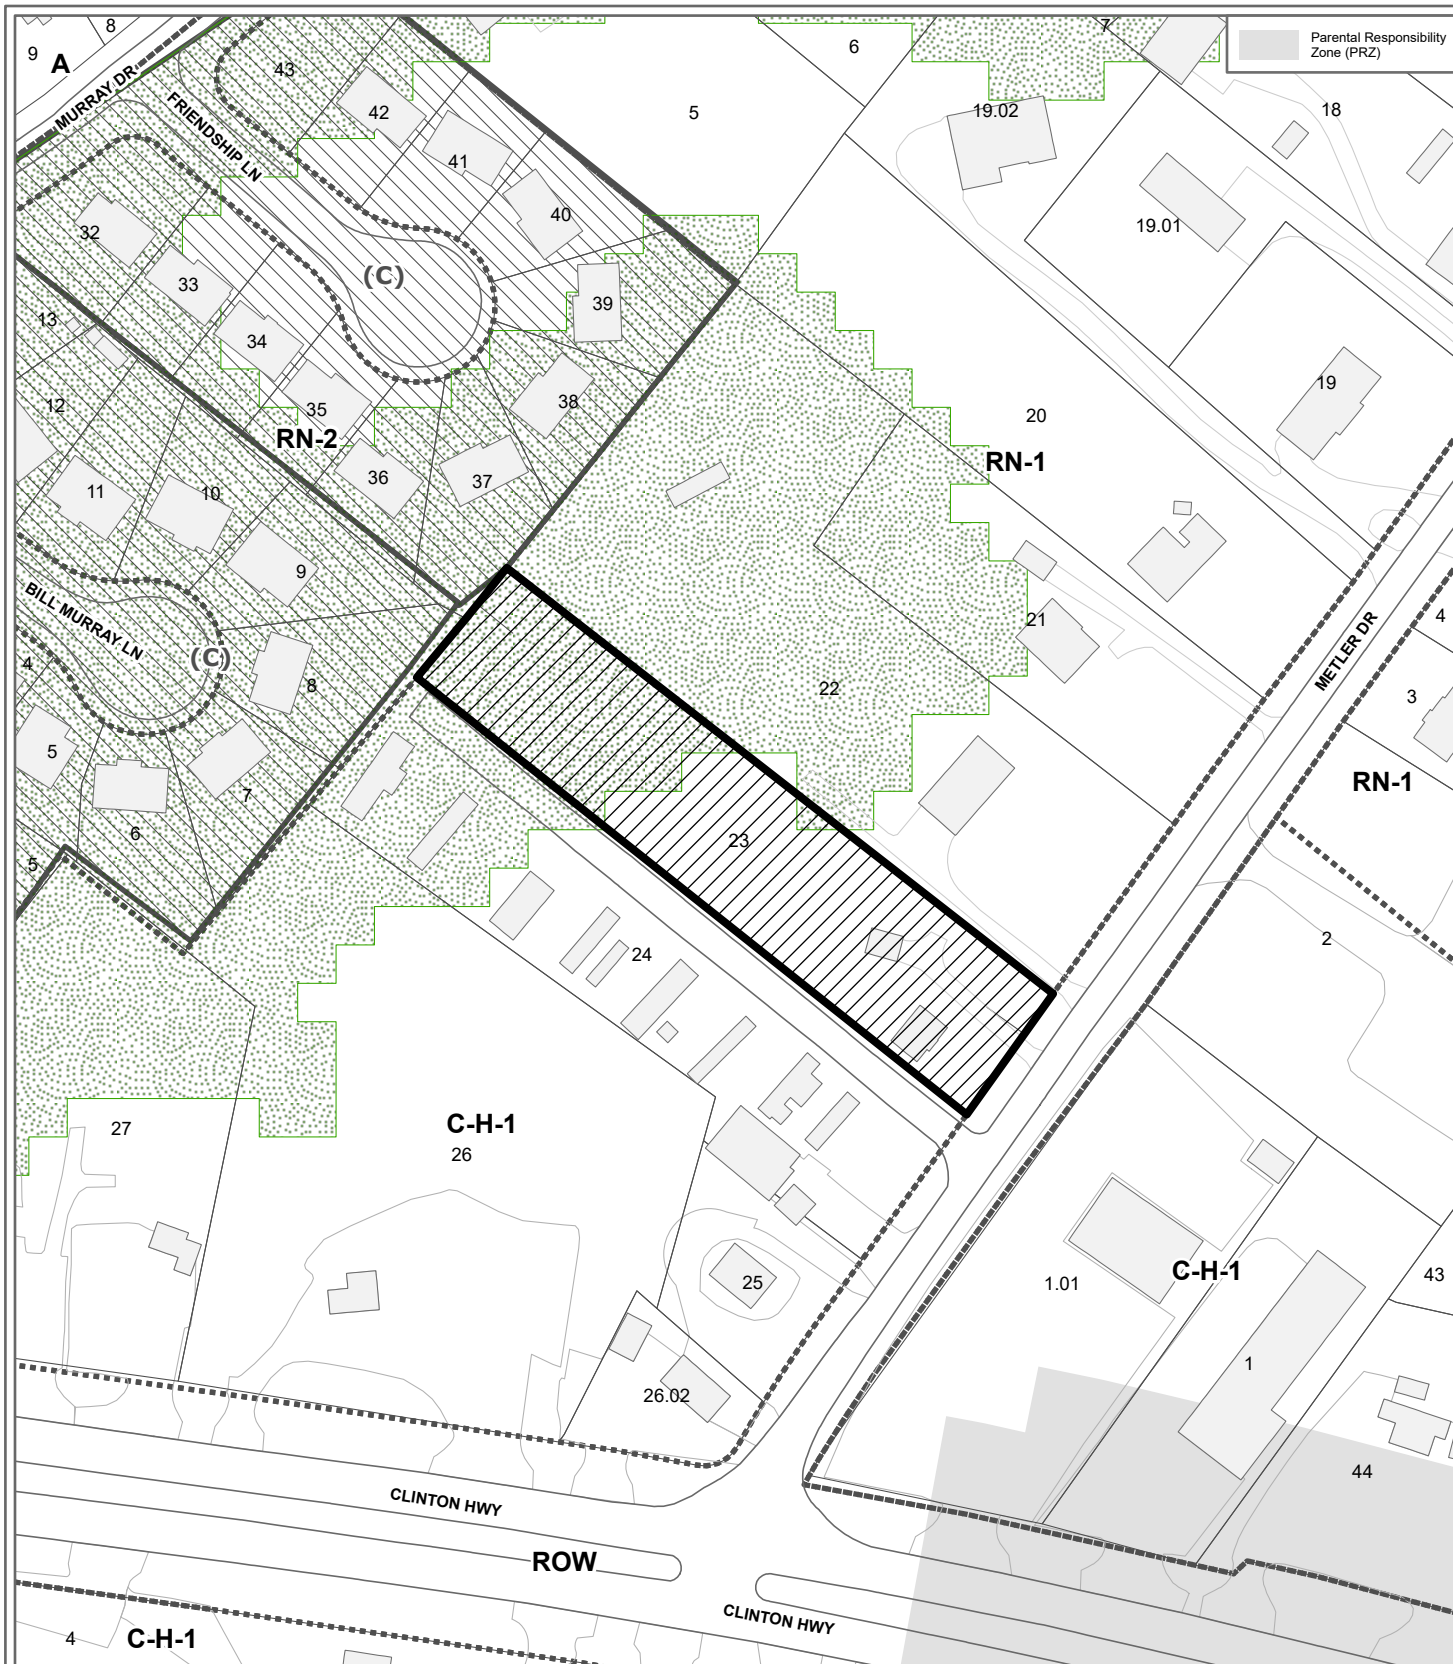 8
9
A
MURRAY DR
43
FRIENDSHIP LN
42
41
40
5
6
7
Parental Responsibility
Zone (PRZ)
19.02
18
19.01
19
32
33
(C)
39
34
38
35
RN-2
36
37
13
12
11
10
9
BILL MURRAY LN
(C)
4
8
5
7
6
5
20
RN-1
21
22
METLER DR
4
3
RN-1
2
23
24
27
C-H-1
26
25
1.01
C-H-1
43
1
26.02
44
CLINTON HWY
ROW
CLINTON HWY
4
C-H-1